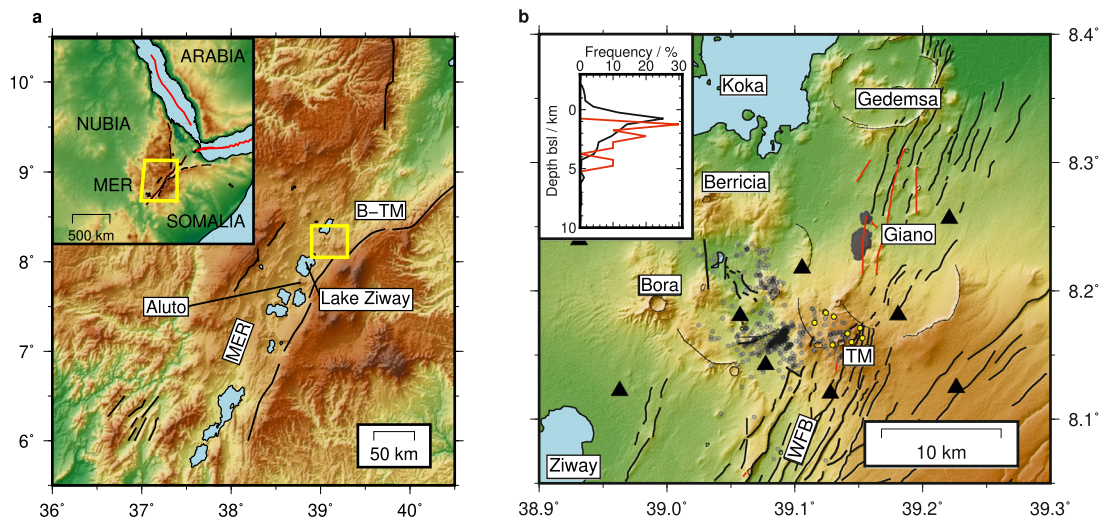 a
10˚
9˚
8˚
7˚
6˚
36˚
37˚
38˚
39˚
40˚
ARABIA
NUBIA
MER
SOMALIA
500 km
B−TM
Aluto
Lake Ziway
MER
50 km
b
Frequency / %
0 10 20 30
Depth bsl / km
0
5
10
Koka
Gedemsa
Berricia
Giano
Bora
TM
WFB
Ziway
10 km
8.4˚
8.3˚
8.2˚
8.1˚
38.9˚
39.0˚
39.1˚
39.2˚
39.3˚